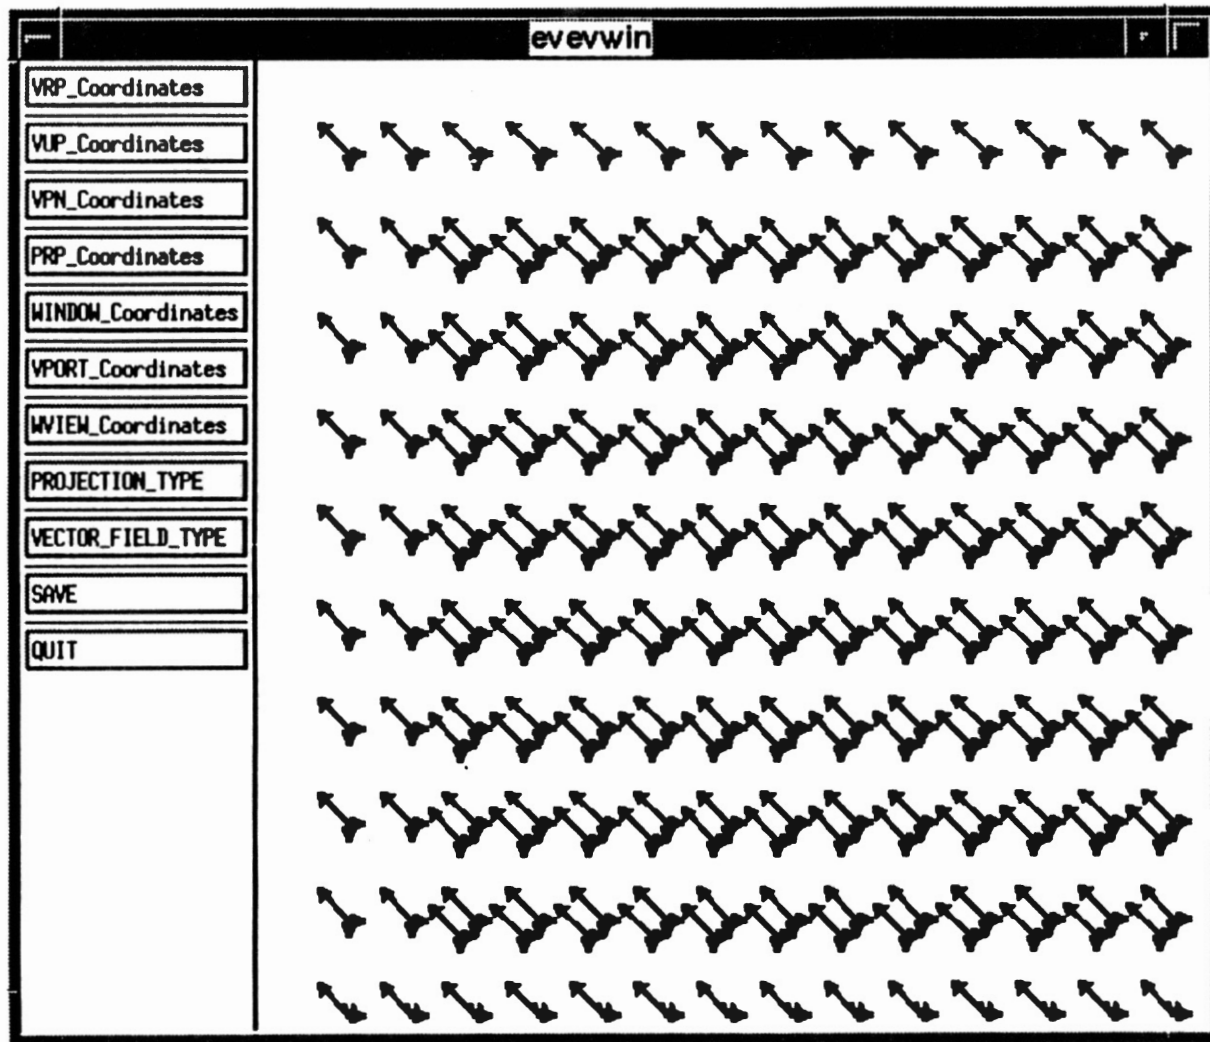 evevwin
VRP_Coordinates
VUP_Coordinates
VPN_Coordinates
PRP_Coordinates
WINDOW_Coordinates
VPORT_Coordinates
WVIEW_Coordinates
PROJECTION_TYPE
VECTOR_FIELD_TYPE
SAVE
QUIT